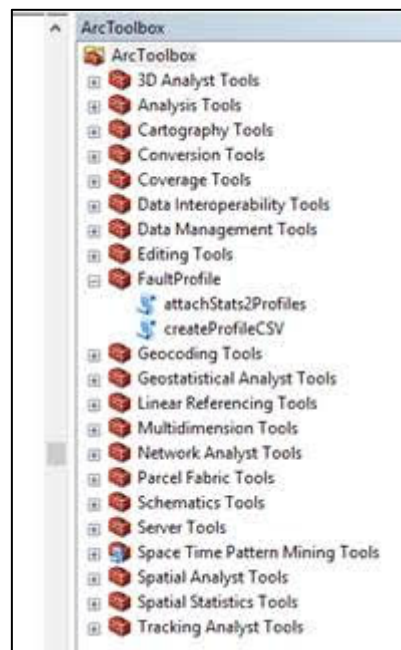 ArcToolbox
ArcToolbox
3D Analyst Tools
Analysis Tools
Cartography Tools
Conversion Tools
Coverage Tools
Data Interoperability Tools
Data Management Tools
Editing Tools
FaultProfile
attachStats2Profiles
createProfileCSV
Geocoding Tools
Geostatistical Analyst Tools
Linear Referencing Tools
Multidimension Tools
Network Analyst Tools
Parcel Fabric Tools
Schematics Tools
Server Tools
Space Time Pattern Mining Tools
Spatial Analyst Tools
Spatial Statistics Tools
Tracking Analyst Tools